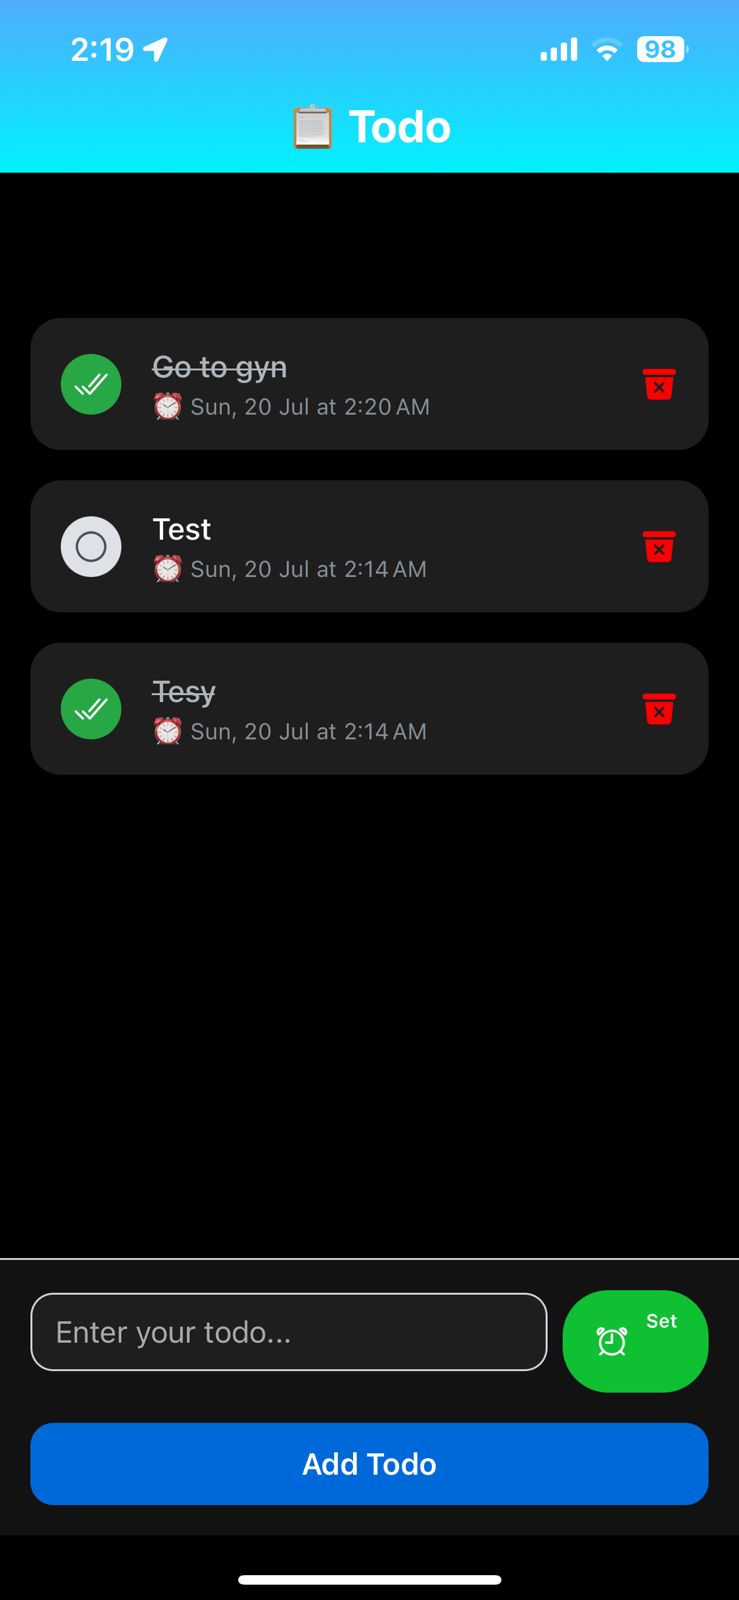 2:19
98
📋 Todo
Go to gyn
⏰ Sun, 20 Jul at 2:20 AM
Test
⏰ Sun, 20 Jul at 2:14 AM
Tesy
⏰ Sun, 20 Jul at 2:14 AM
Enter your todo...
Set
Add Todo